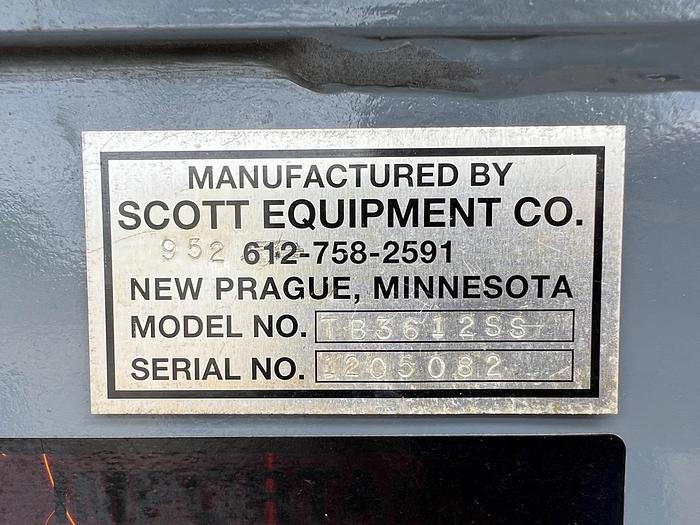 MANUFACTURED BY
SCOTT EQUIPMENT CO.
952 612-758-2591
NEW PRAGUE, MINNESOTA
MODEL NO. TB3612SS
SERIAL NO. 1205082